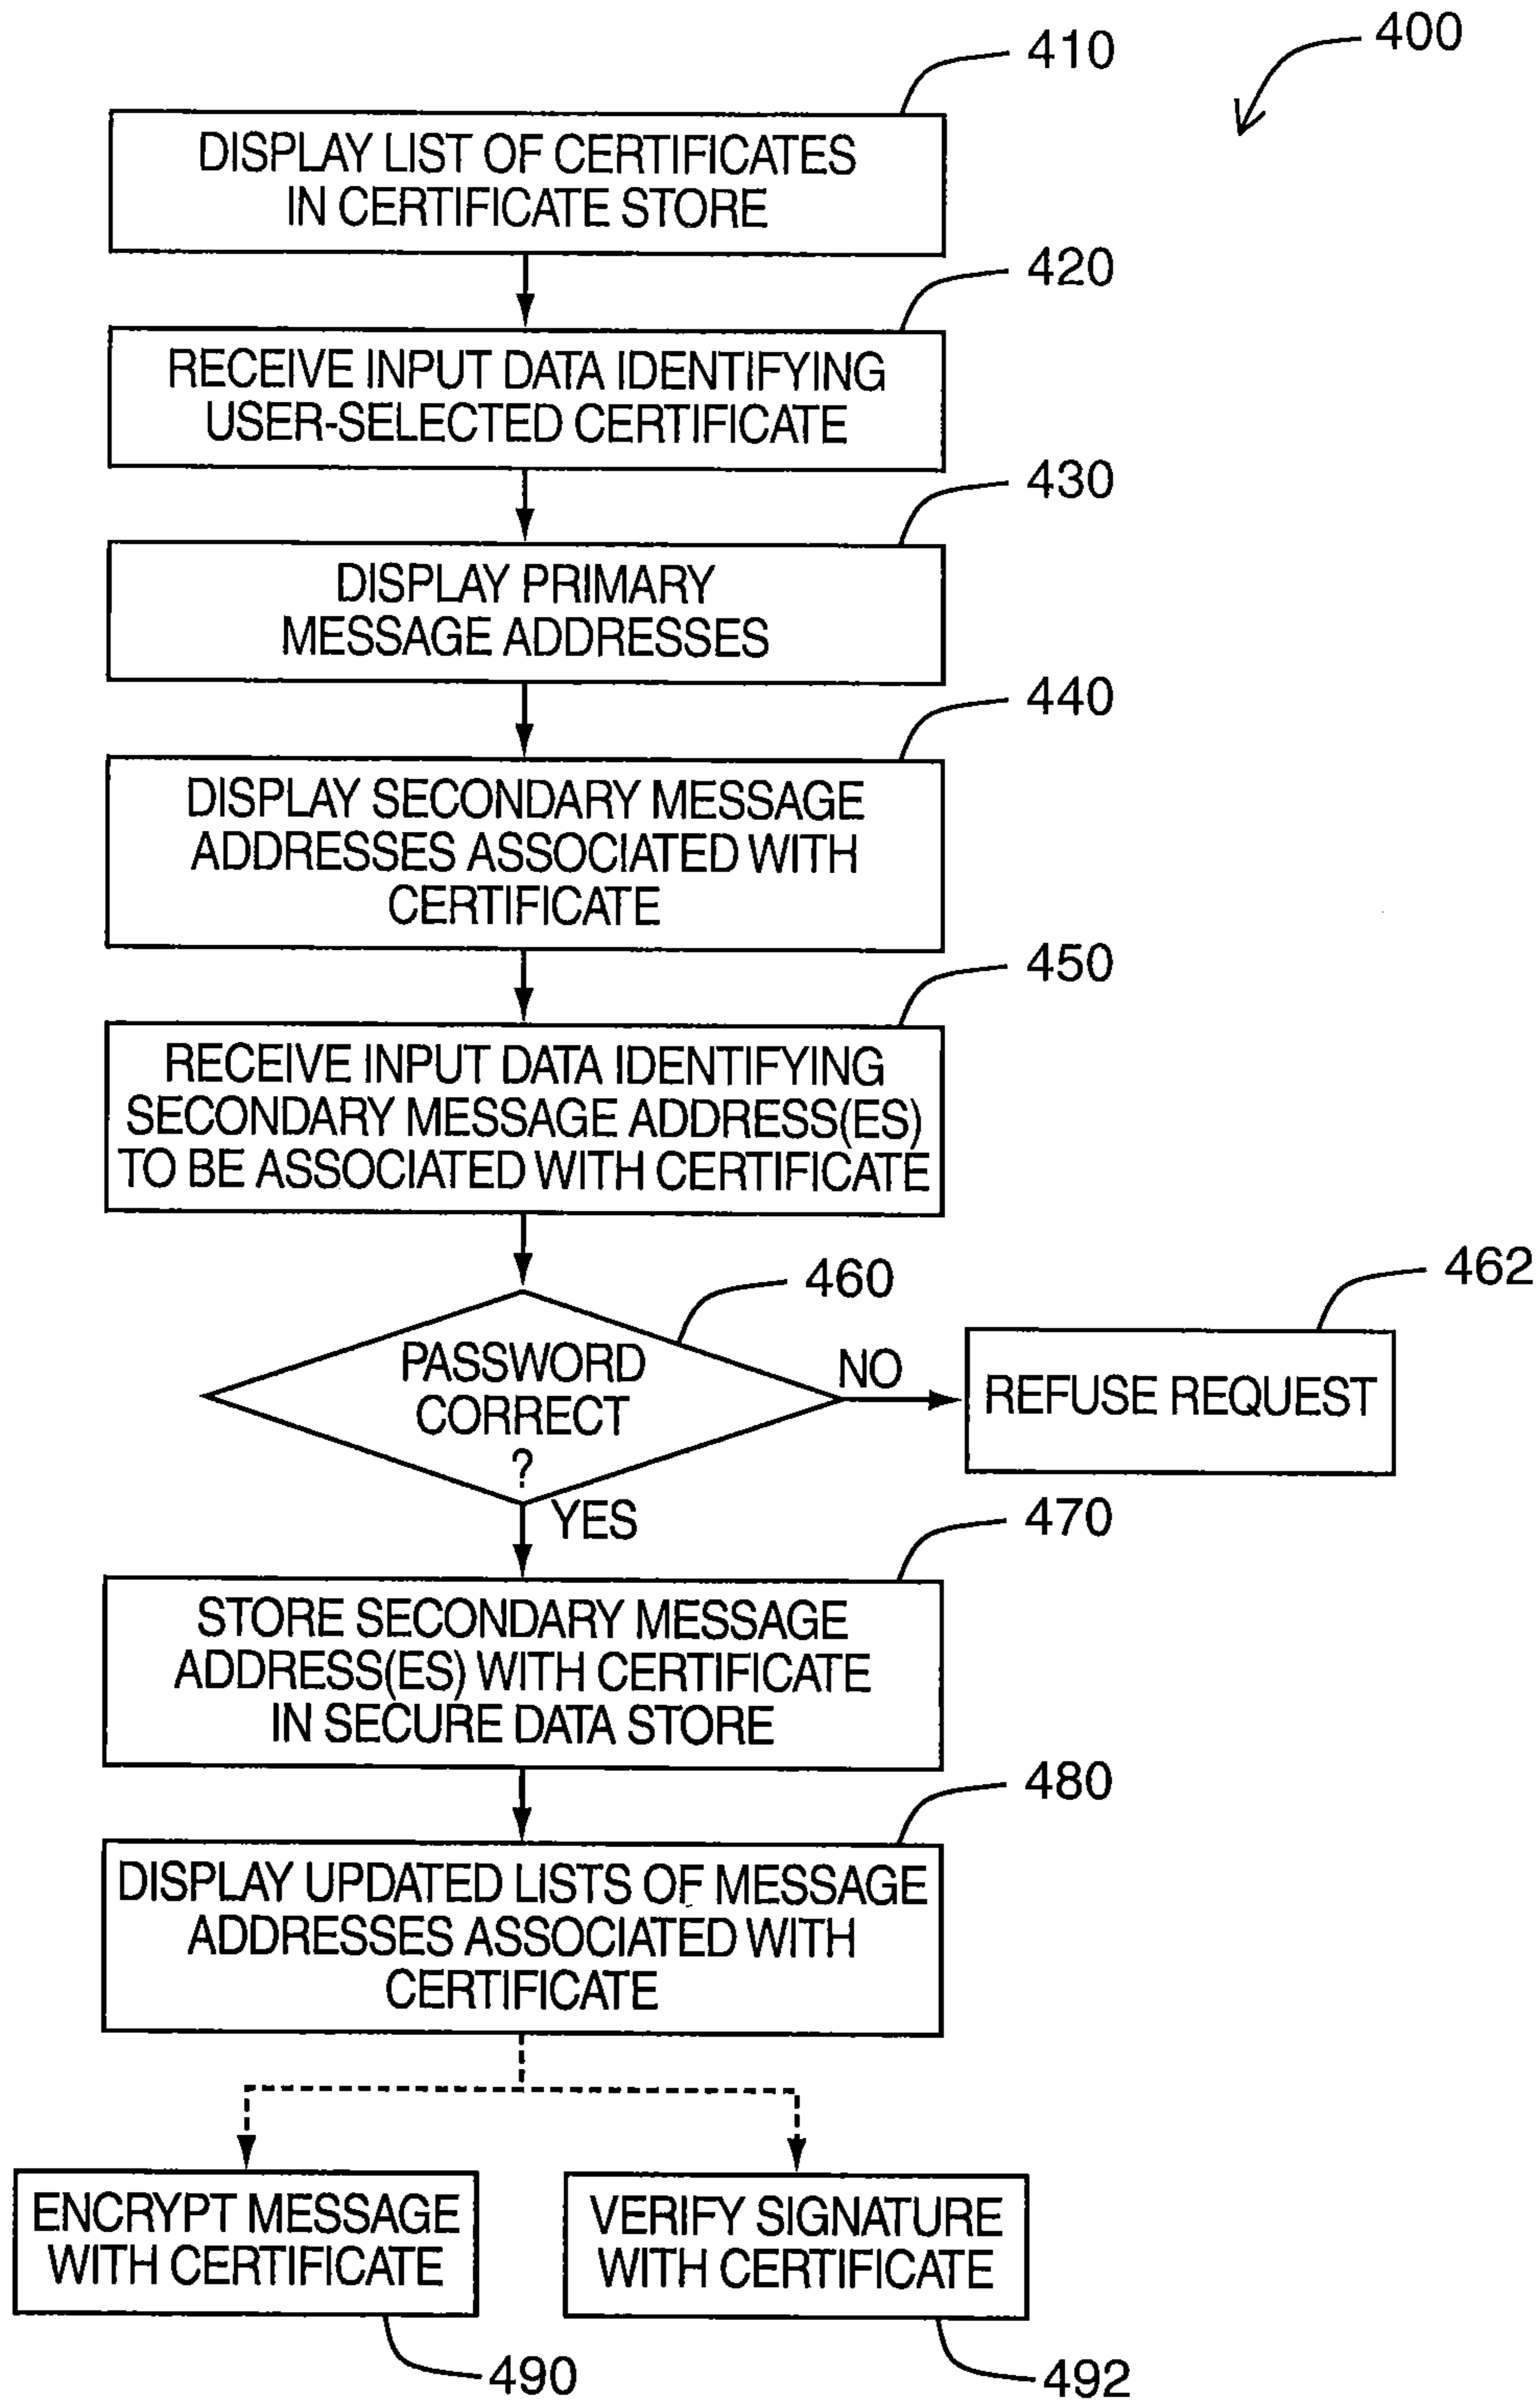 400
410
DISPLAY LIST OF CERTIFICATES
IN CERTIFICATE STORE
420
RECEIVE INPUT DATA IDENTIFYING
USER-SELECTED CERTIFICATE
430
DISPLAY PRIMARY
MESSAGE ADDRESSES
440
DISPLAY SECONDARY MESSAGE
ADDRESSES ASSOCIATED WITH
CERTIFICATE
450
RECEIVE INPUT DATA IDENTIFYING
SECONDARY MESSAGE ADDRESS(ES)
TO BE ASSOCIATED WITH CERTIFICATE
460
PASSWORD
CORRECT
?
NO
462
REFUSE REQUEST
YES
470
STORE SECONDARY MESSAGE
ADDRESS(ES) WITH CERTIFICATE
IN SECURE DATA STORE
480
DISPLAY UPDATED LISTS OF MESSAGE
ADDRESSES ASSOCIATED WITH
CERTIFICATE
ENCRYPT MESSAGE
WITH CERTIFICATE
490
VERIFY SIGNATURE
WITH CERTIFICATE
492